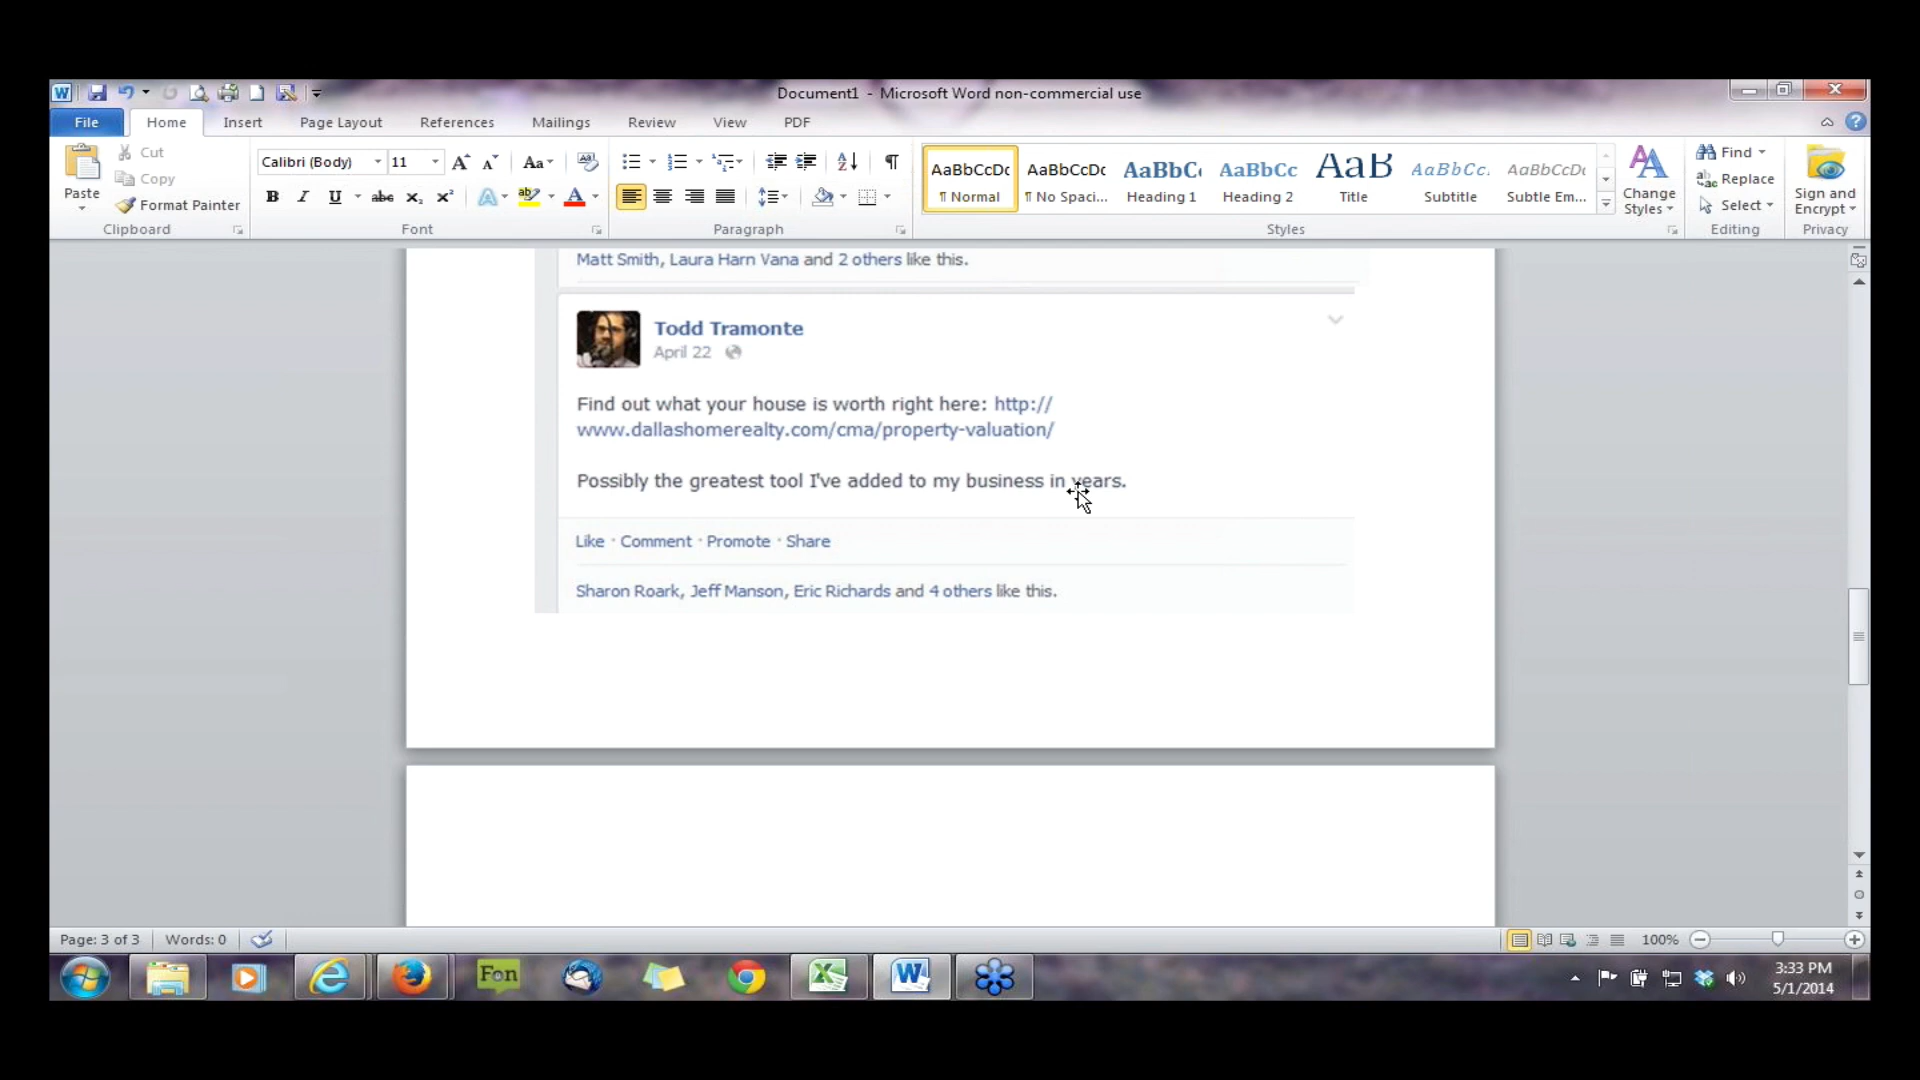 Document1 - Microsoft Word non-commercial use
File Home Insert Page Layout References Mailings Review View PDF
Paste
Cut
Copy
Format Painter
Clipboard
Calibri (Body) 11
Font
Paragraph
AaBbCcDc AaBbCcDc AaBbC AaBbCc AaB AaBbCc. AaBbCcDc
¶ Normal ¶ No Spaci... Heading 1 Heading 2 Title Subtitle Subtle Em...
Change
Styles
Styles
Find
Replace
Select
Editing
Sign and
Encrypt
Privacy
Matt Smith, Laura Harn Vana and 2 others like this.
Todd Tramonte
April 22
Find out what your house is worth right here: http://
www.dallashomerealty.com/cma/property-valuation/
Possibly the greatest tool I've added to my business in years.
Like · Comment · Promote · Share
Sharon Roark, Jeff Manson, Eric Richards and 4 others like this.
Page: 3 of 3 Words: 0 100%
Fon
3:33 PM
5/1/2014